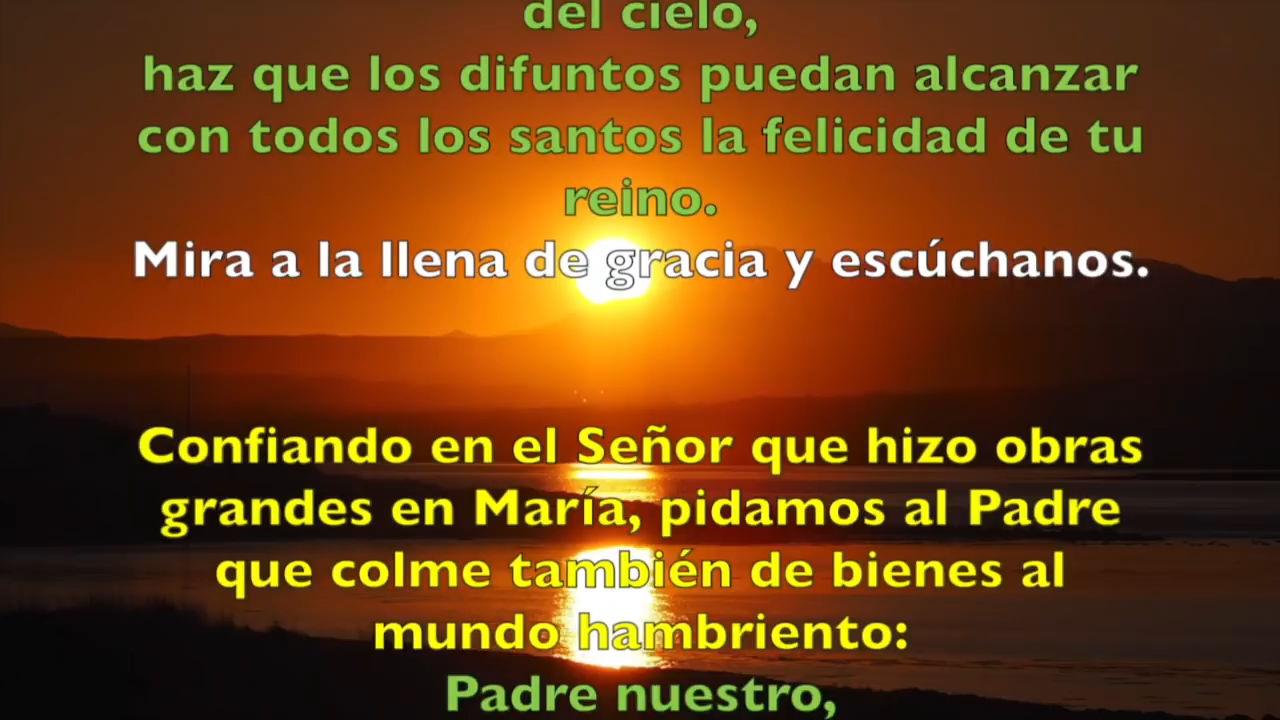 del cielo,
haz que los difuntos puedan alcanzar
con todos los santos la felicidad de tu
reino.
Mira a la llena de gracia y escúchanos.
Confiando en el Señor que hizo obras
grandes en María, pidamos al Padre
que colme también de bienes al
mundo hambriento:
Padre nuestro,